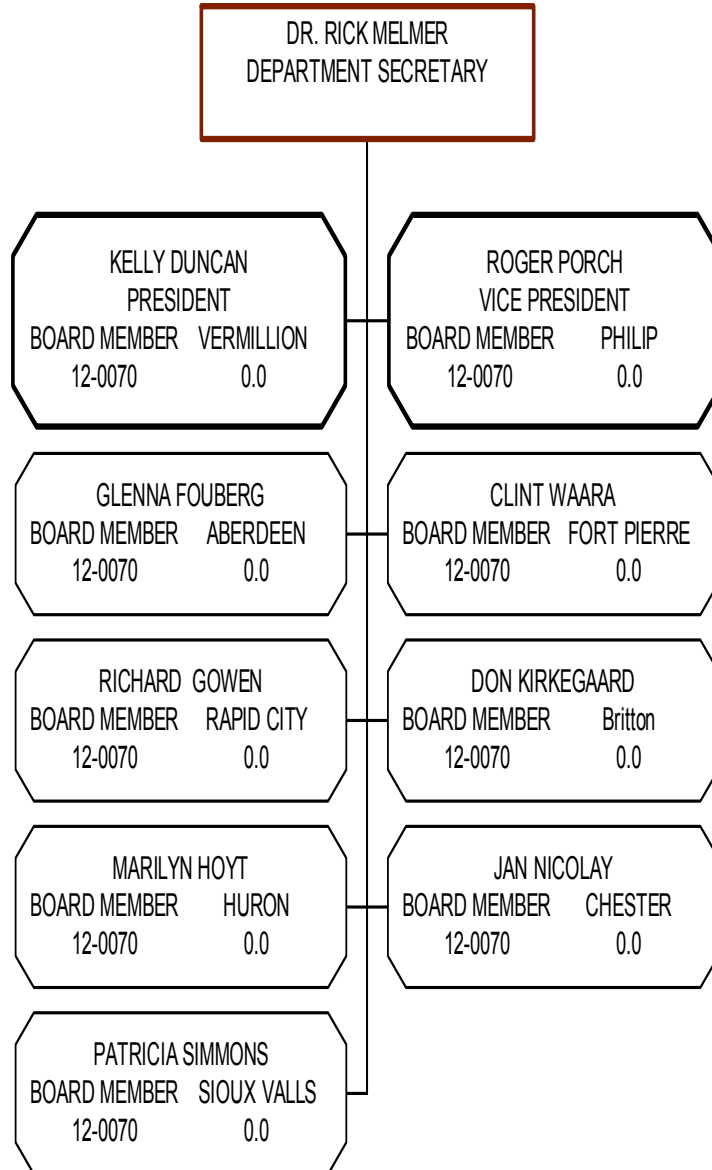 DR. RICK MELMER
DEPARTMENT SECRETARY
KELLY DUNCAN
PRESIDENT
BOARD MEMBER VERMILLION
12-0070 0.0
ROGER PORCH
VICE PRESIDENT
BOARD MEMBER PHILIP
12-0070 0.0
GLENNA FOUBERG
BOARD MEMBER ABERDEEN
12-0070 0.0
CLINT WAARA
BOARD MEMBER FORT PIERRE
12-0070 0.0
RICHARD GOWEN
BOARD MEMBER RAPID CITY
12-0070 0.0
DON KIRKEGAARD
BOARD MEMBER Britton
12-0070 0.0
MARILYN HOYT
BOARD MEMBER HURON
12-0070 0.0
JAN NICOLAY
BOARD MEMBER CHESTER
12-0070 0.0
PATRICIA SIMMONS
BOARD MEMBER SIOUX VALLS
12-0070 0.0